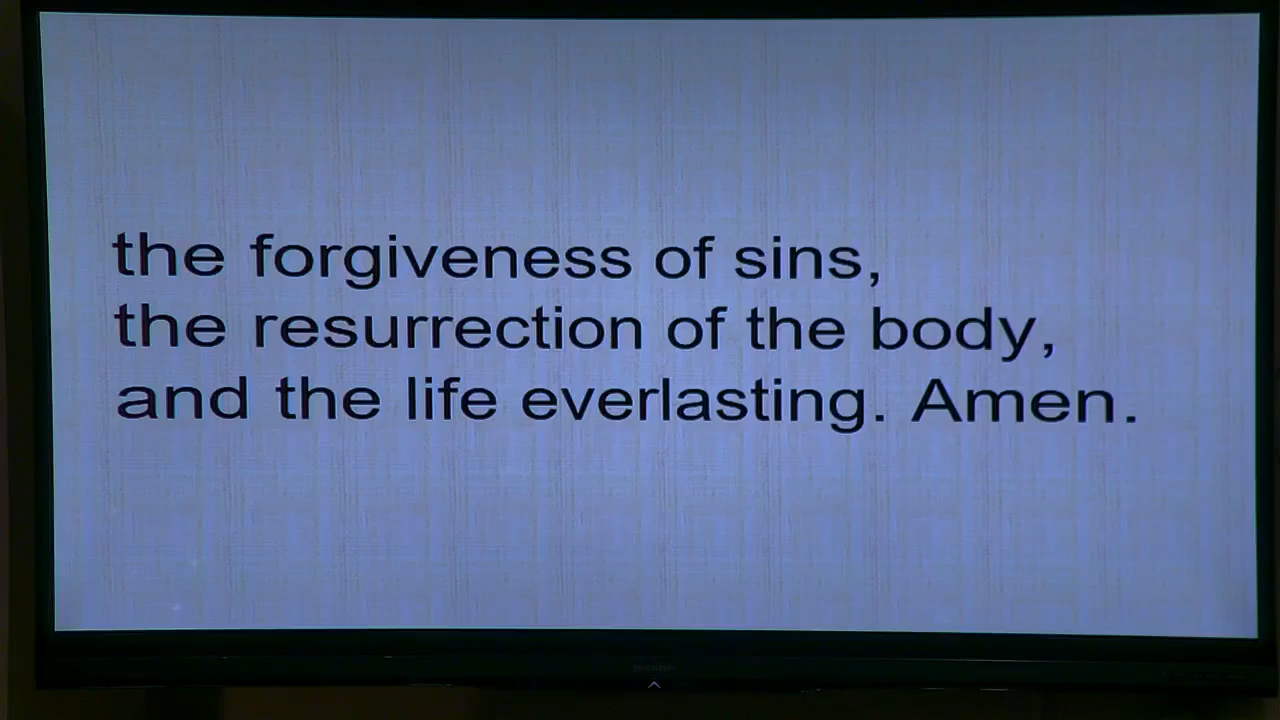 the forgiveness of sins,
the resurrection of the body,
and the life everlasting. Amen.